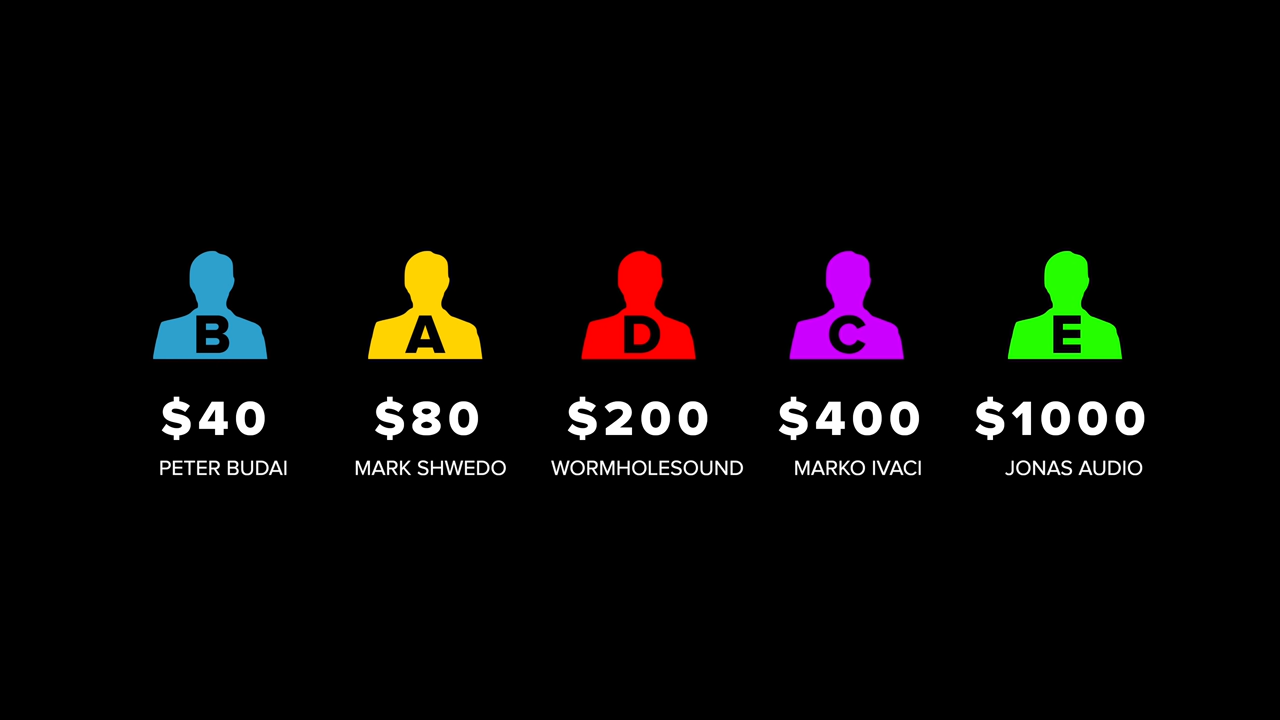 B A D C E
$40 $80 $200 $400 $1000
PETER BUDAI MARK SHWEDO WORMHOLESOUND MARKO IVACI JONAS AUDIO